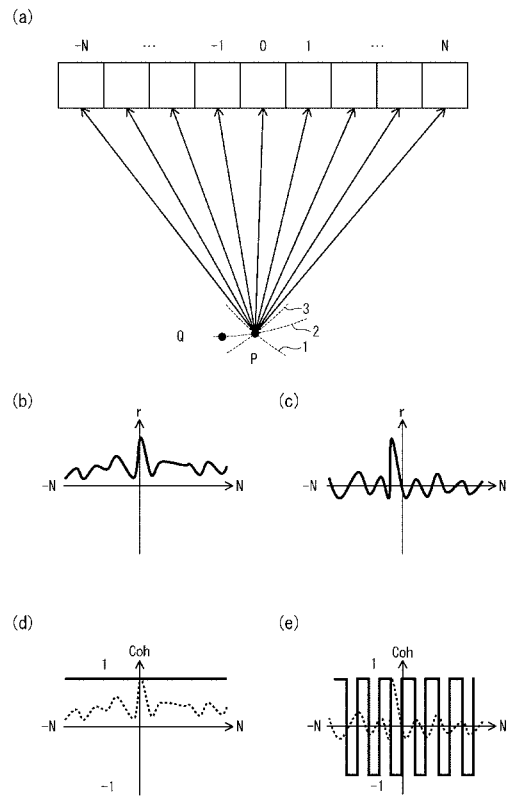 (a)
-N ... -1 0 1 ... N
3
2
Q
1
P
(b) (c)
r r
-N N -N N
(d) (e)
Coh Coh
1 1
-N N -N N
-1 -1